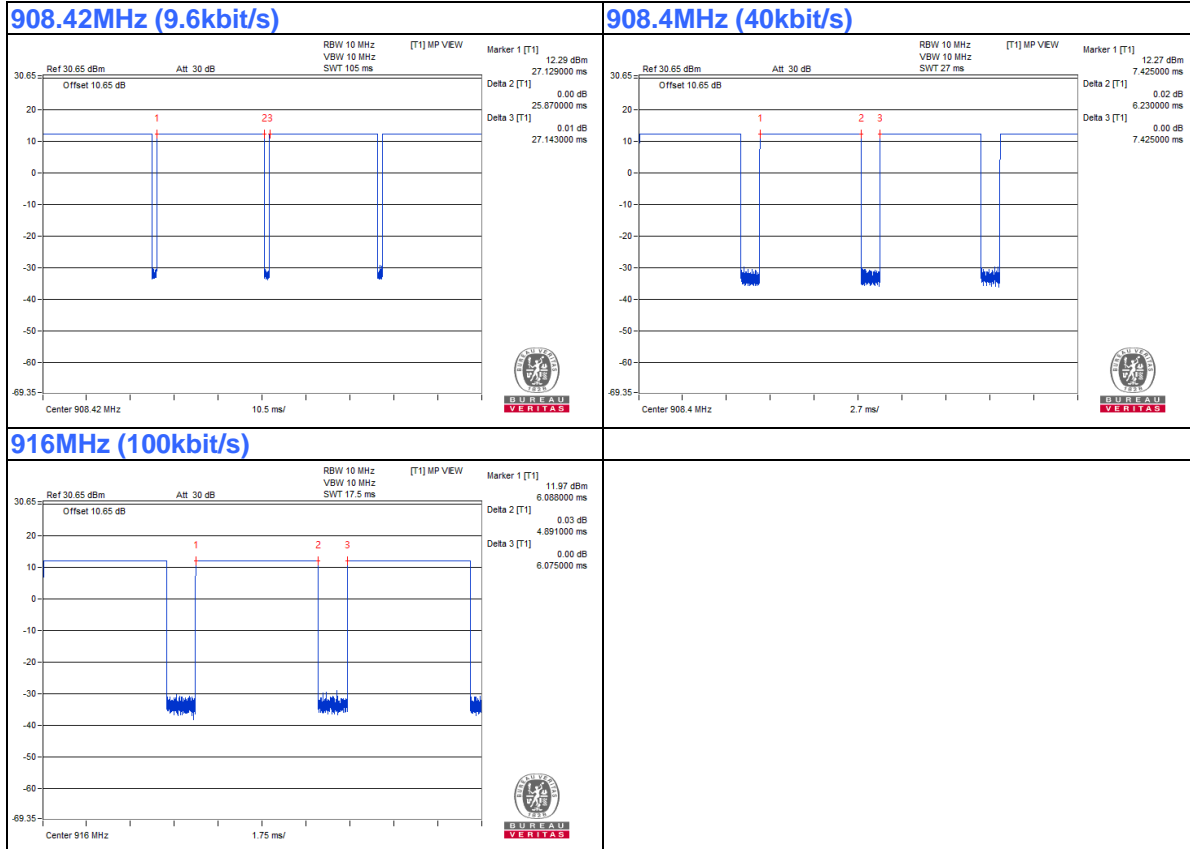 908.42MHz (9.6kbit/s)
RBW 10 MHz [T1] MP VIEW
VBW 10 MHz
Ref 30.65 dBm Att 30 dB SWT 105 ms
Marker 1 [T1]
12.29 dBm
27.129000 ms
Delta 2 [T1]
0.00 dB
25.870000 ms
Delta 3 [T1]
0.01 dB
27.143000 ms
30.65
Offset 10.65 dB
20
1 23
10
0
-10
-20
-30
-40
-50
-60
-69.35
Center 908.42 MHz 10.5 ms/
BUREAU VERITAS
1828
BUREAU
VERITAS
908.4MHz (40kbit/s)
RBW 10 MHz [T1] MP VIEW
VBW 10 MHz
Ref 30.65 dBm Att 30 dB SWT 27 ms
Marker 1 [T1]
12.27 dBm
7.425000 ms
Delta 2 [T1]
0.02 dB
6.230000 ms
Delta 3 [T1]
0.00 dB
7.425000 ms
30.65
Offset 10.65 dB
20
1 2 3
10
0
-10
-20
-30
-40
-50
-60
-69.35
Center 908.4 MHz 2.7 ms/
BUREAU VERITAS
1828
BUREAU
VERITAS
916MHz (100kbit/s)
RBW 10 MHz [T1] MP VIEW
VBW 10 MHz
Ref 30.65 dBm Att 30 dB SWT 17.5 ms
Marker 1 [T1]
11.97 dBm
6.088000 ms
Delta 2 [T1]
0.03 dB
4.891000 ms
Delta 3 [T1]
0.00 dB
6.075000 ms
30.65
Offset 10.65 dB
20
1 2 3
10
0
-10
-20
-30
-40
-50
-60
-69.35
Center 916 MHz 1.75 ms/
BUREAU VERITAS
1828
BUREAU
VERITAS